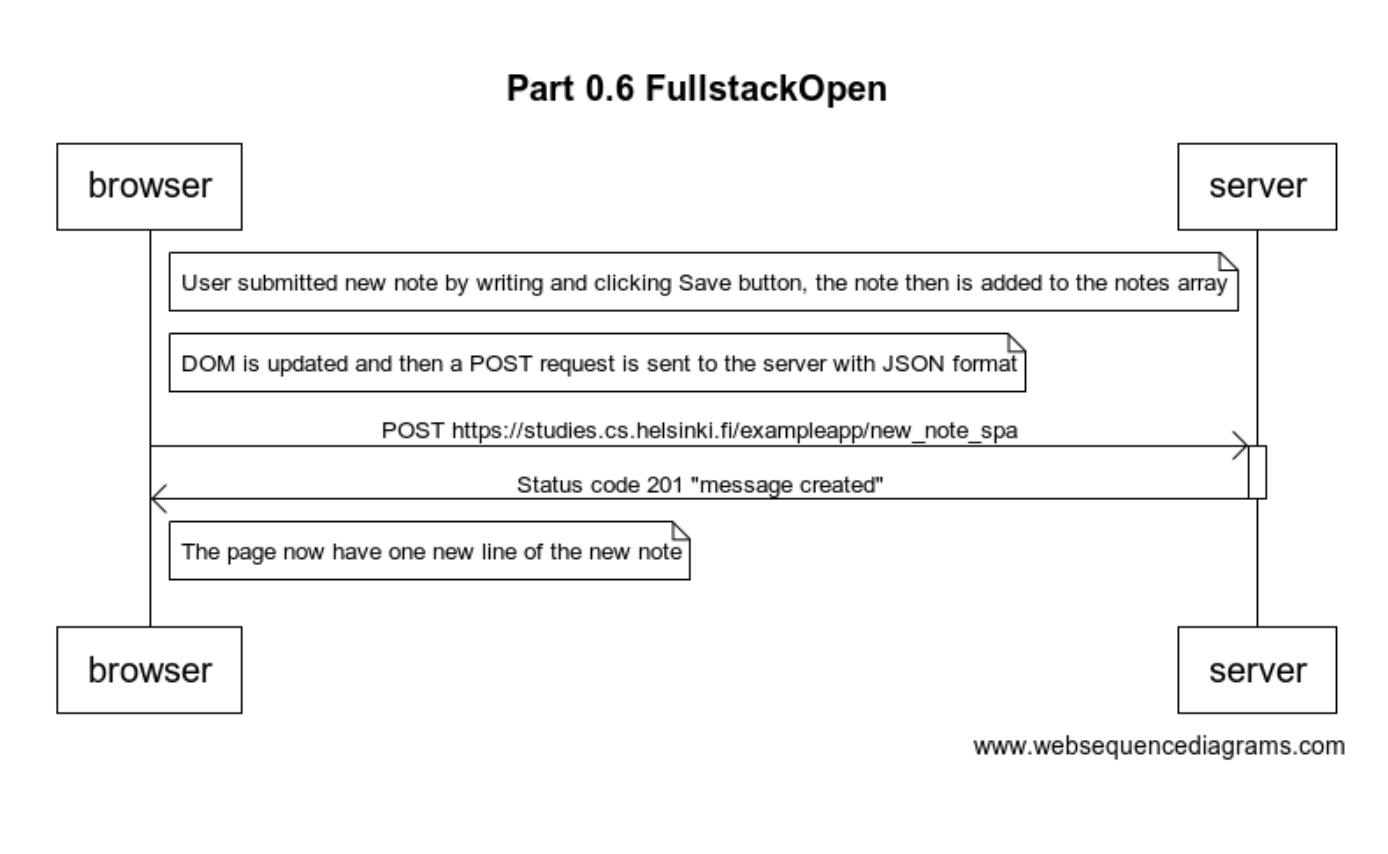 Part 0.6 FullstackOpen
browser
server
User submitted new note by writing and clicking Save button, the note then is added to the notes array
DOM is updated and then a POST request is sent to the server with JSON format
POST https://studies.cs.helsinki.fi/exampleapp/new_note_spa
Status code 201 "message created"
The page now have one new line of the new note
browser
server
www.websequencediagrams.com